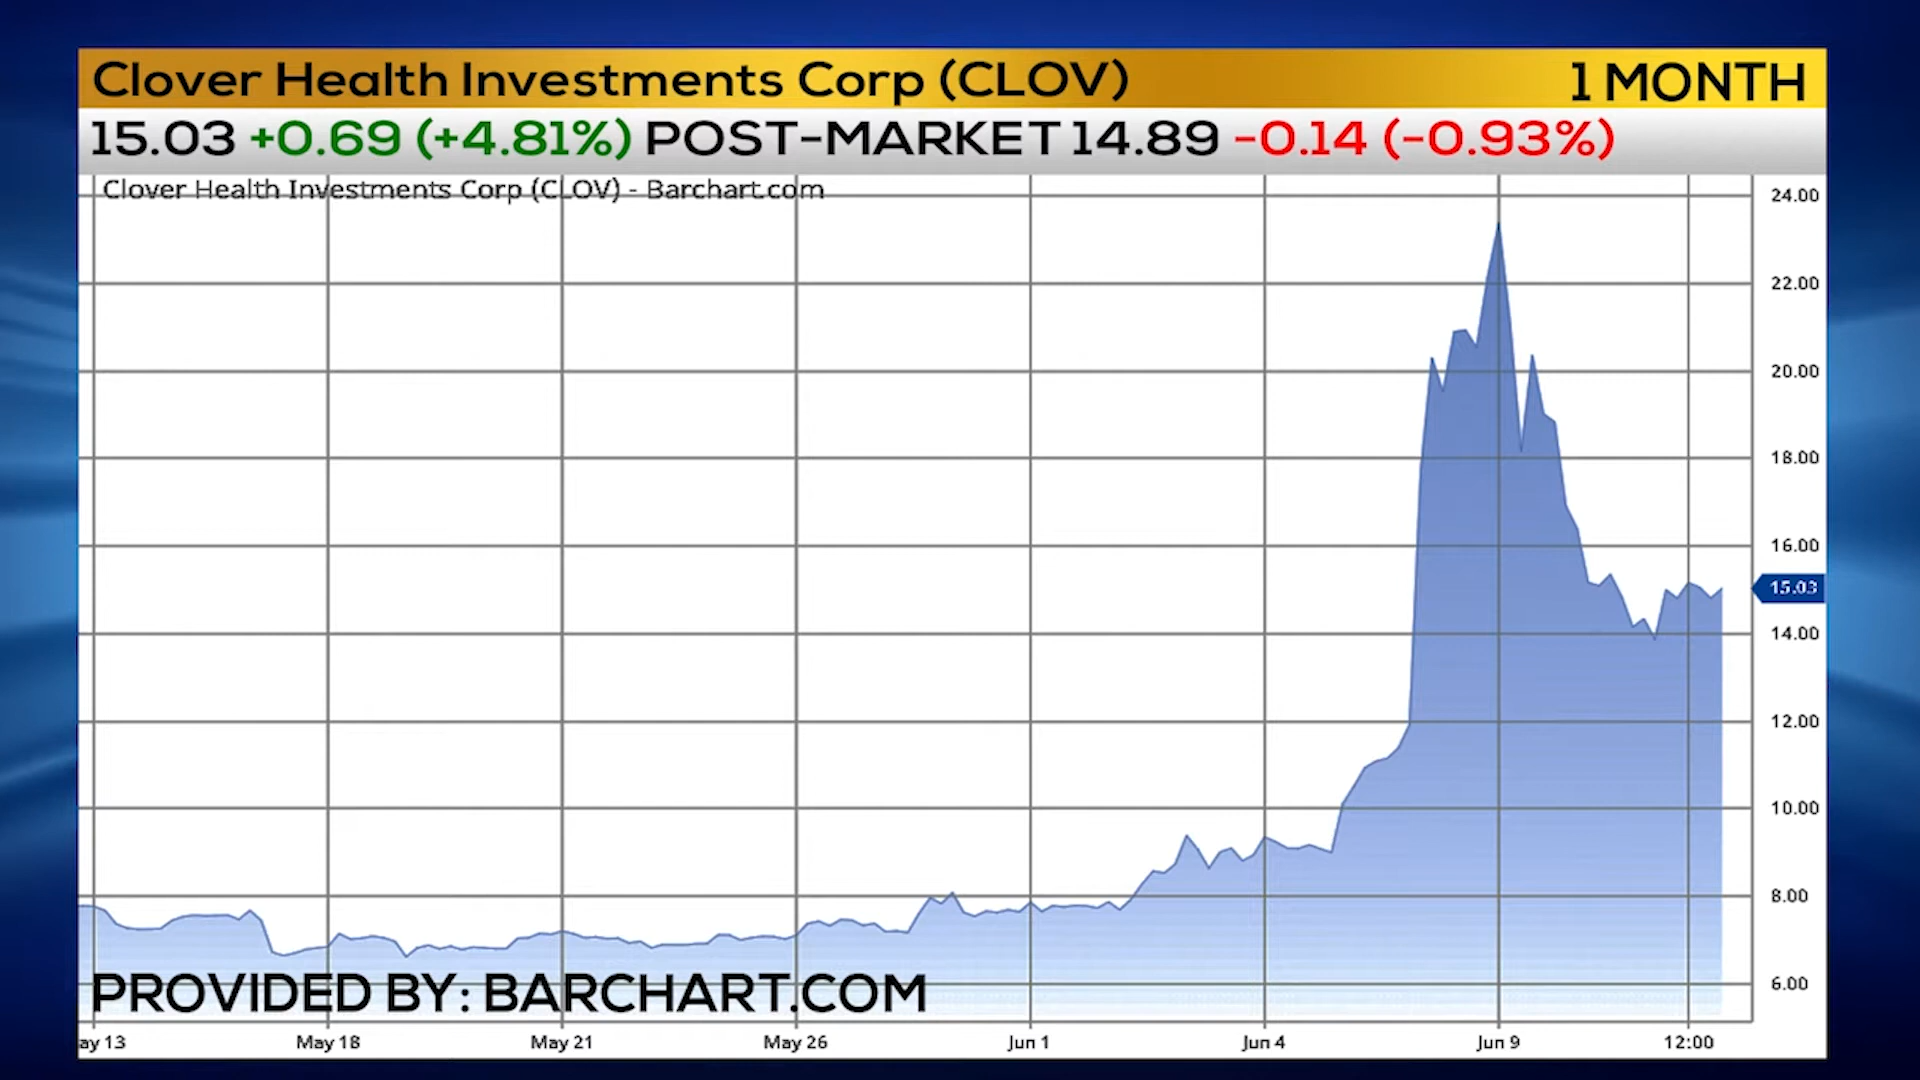 Clover Health Investments Corp (CLOV) 1 MONTH
15.03 +0.69 (+4.81%) POST-MARKET 14.89 -0.14 (-0.93%)
Clover Health Investments Corp (CLOV) - Barchart.com
24.00
22.00
20.00
18.00
16.00
15.03
14.00
12.00
10.00
8.00
6.00
PROVIDED BY: BARCHART.COM
ay 13 May 18 May 21 May 26 Jun 1 Jun 4 Jun 9 12:00